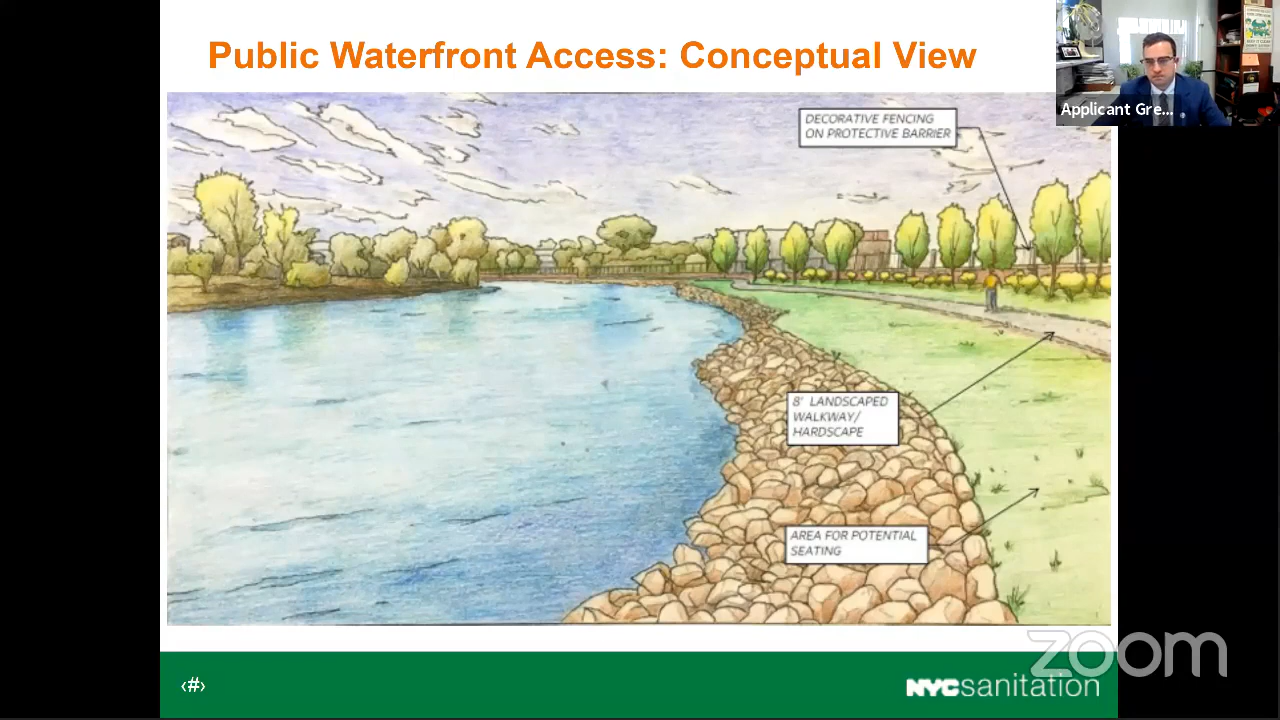 Public Waterfront Access: Conceptual View
Applicant Gre...
DECORATIVE FENCING
ON PROTECTIVE BARRIER
8' LANDSCAPED
WALKWAY/
HARDSCAPE
AREA FOR POTENTIAL
SEATING
zoom
‹#›
NYCsanitation